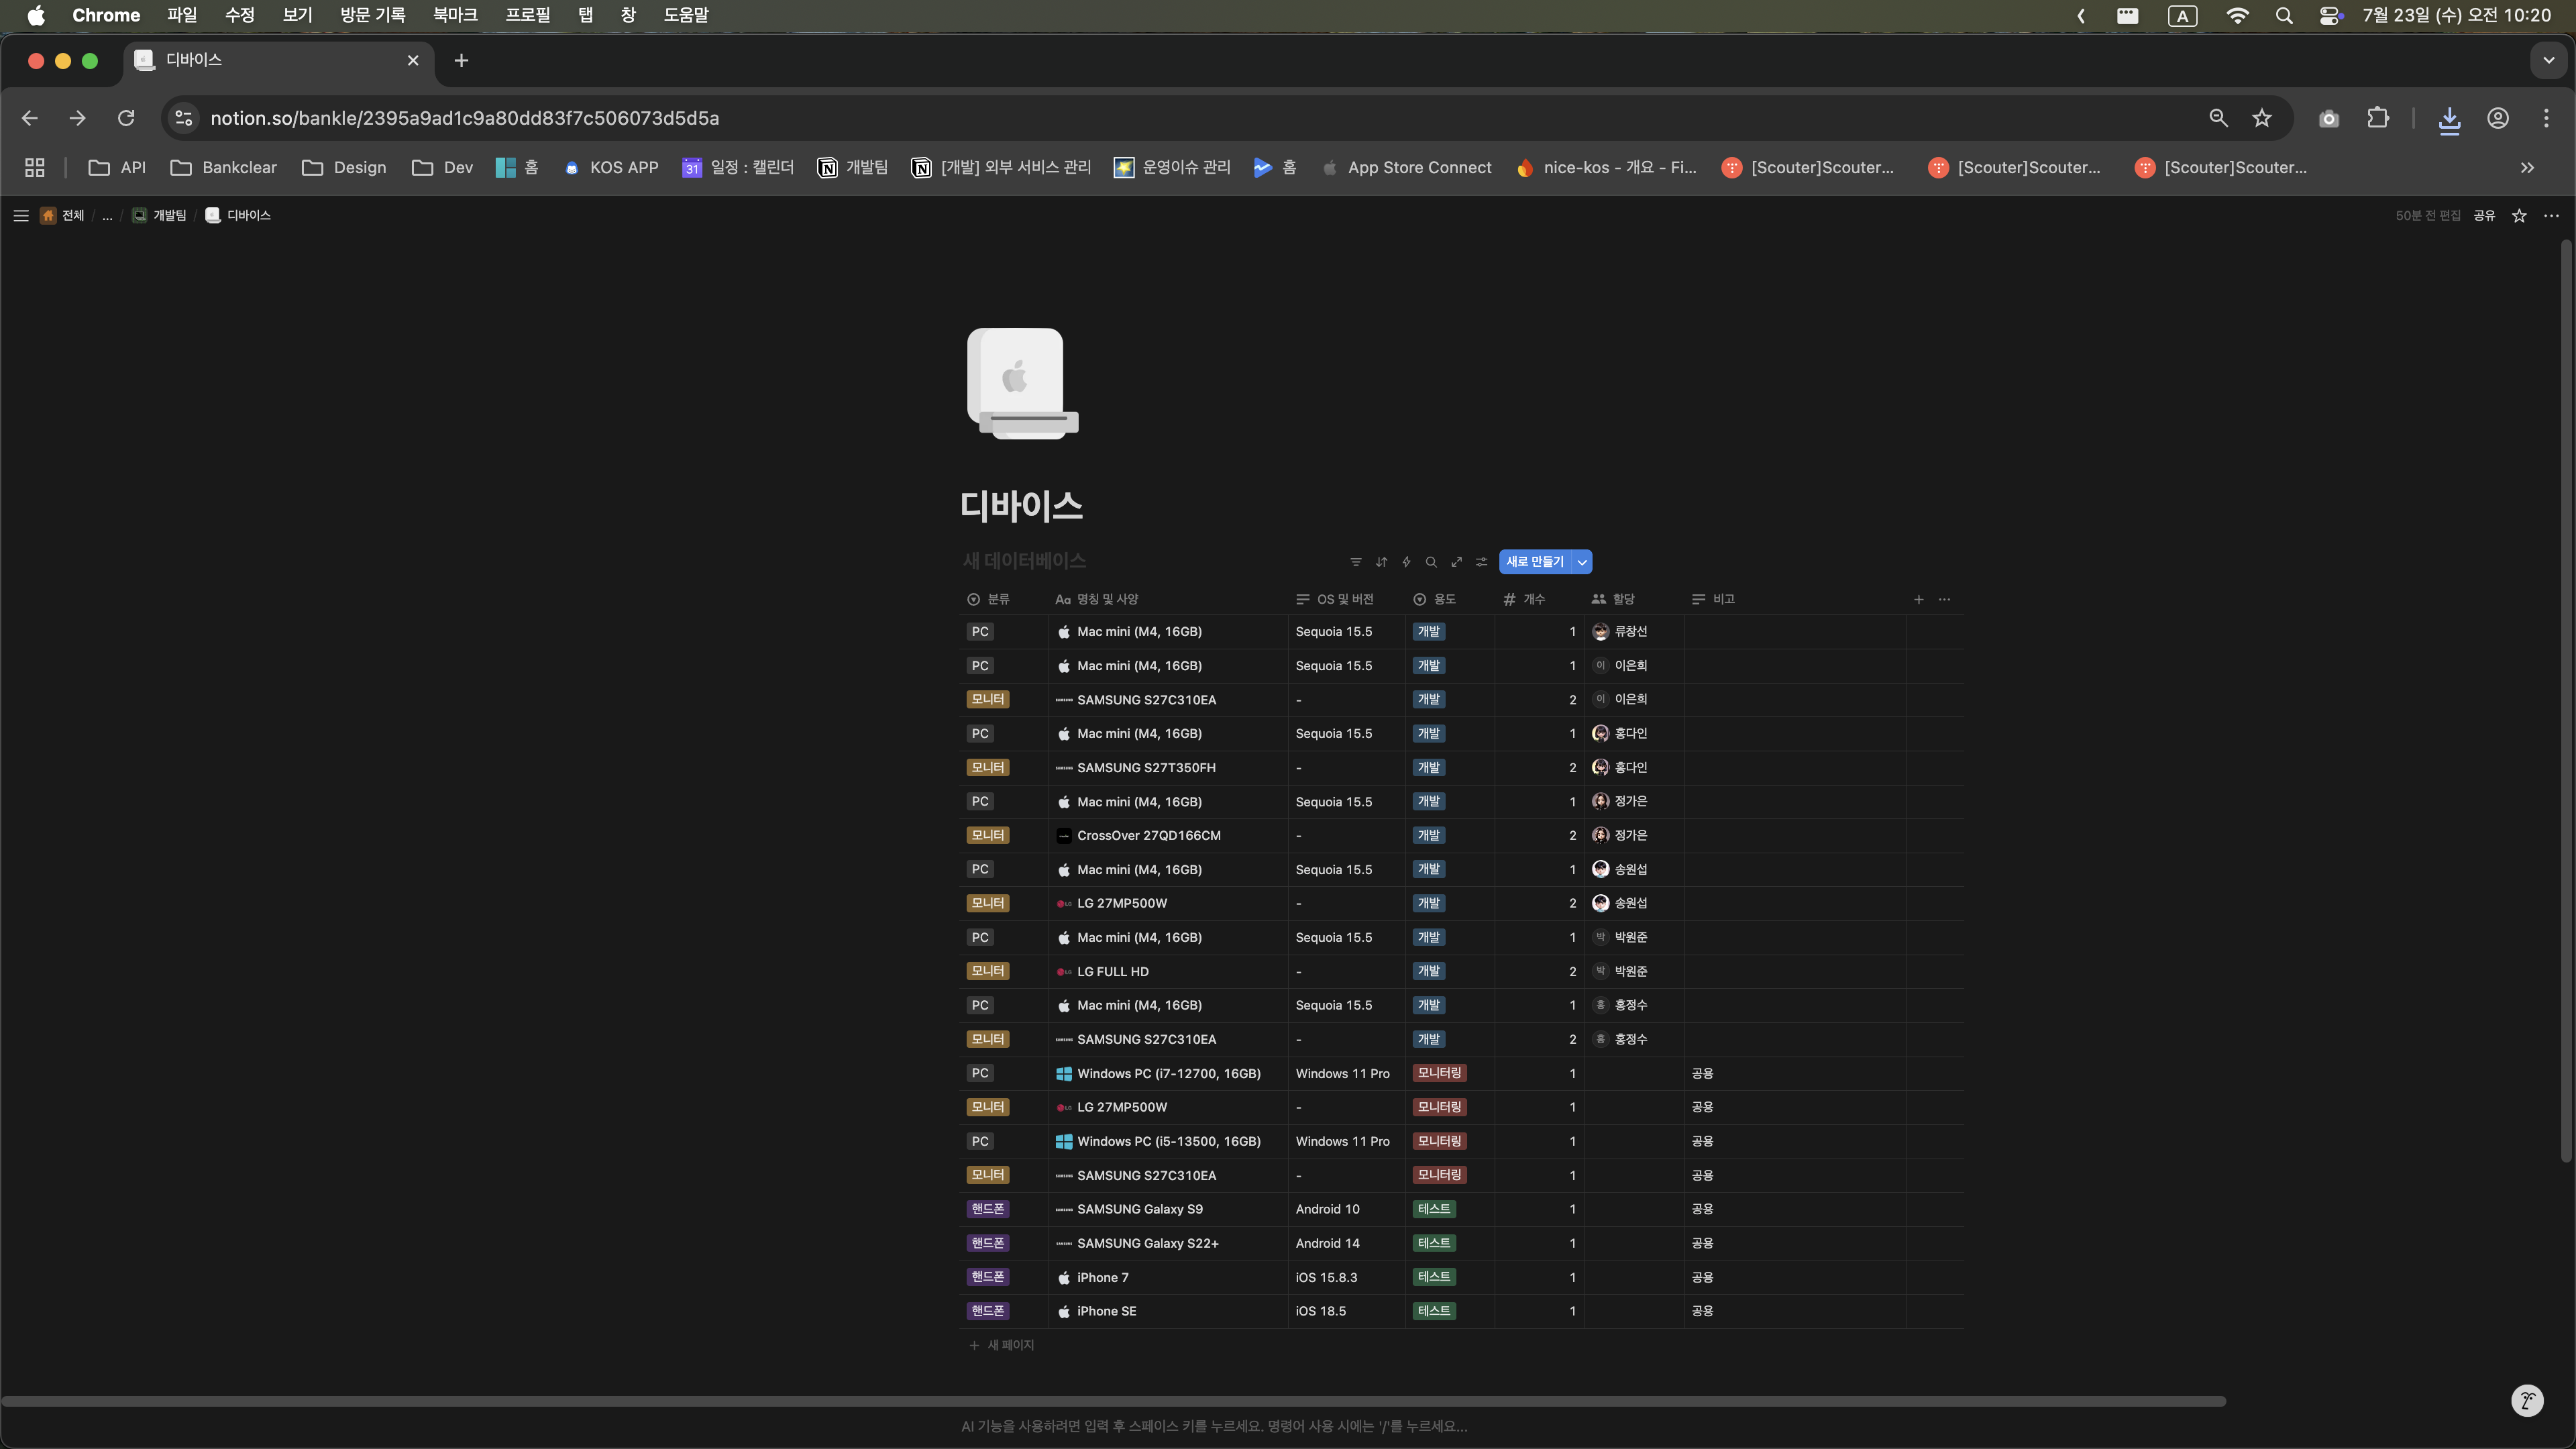 Chrome 파일 수정 보기 방문 기록 북마크 프로필 탭 창 도움말 A 7월 23일 (수) 오전 10:20
디바이스
notion.so/bankle/2395a9ad1c9a80dd83f7c506073d5d5a
API Bankclear Design Dev 홈 KOS APP 31 일정 : 캘린더 개발팀 [개발] 외부 서비스 관리 운영이슈 관리 홈 App Store Connect nice-kos - 개요 - Fi... [Scouter]Scouter... [Scouter]Scouter... [Scouter]Scouter...
전체 / ... / 개발팀 / 디바이스 50분 전 편집 공유
디바이스
새 데이터베이스 새로 만들기
분류 Aa 명칭 및 사양 OS 및 버전 용도 # 개수 할당 비고
PC Mac mini (M4, 16GB) Sequoia 15.5 개발 1 류창선
PC Mac mini (M4, 16GB) Sequoia 15.5 개발 1 이 이은희
모니터 SAMSUNG S27C310EA - 개발 2 이 이은희
PC Mac mini (M4, 16GB) Sequoia 15.5 개발 1 홍다인
모니터 SAMSUNG S27T350FH - 개발 2 홍다인
PC Mac mini (M4, 16GB) Sequoia 15.5 개발 1 정가은
모니터 CrossOver 27QD166CM - 개발 2 정가은
PC Mac mini (M4, 16GB) Sequoia 15.5 개발 1 송원섭
모니터 LG 27MP500W - 개발 2 송원섭
PC Mac mini (M4, 16GB) Sequoia 15.5 개발 1 박 박원준
모니터 LG FULL HD - 개발 2 박 박원준
PC Mac mini (M4, 16GB) Sequoia 15.5 개발 1 홍 홍정수
모니터 SAMSUNG S27C310EA - 개발 2 홍 홍정수
PC Windows PC (i7-12700, 16GB) Windows 11 Pro 모니터링 1 공용
모니터 LG 27MP500W - 모니터링 1 공용
PC Windows PC (i5-13500, 16GB) Windows 11 Pro 모니터링 1 공용
모니터 SAMSUNG S27C310EA - 모니터링 1 공용
핸드폰 SAMSUNG Galaxy S9 Android 10 테스트 1 공용
핸드폰 SAMSUNG Galaxy S22+ Android 14 테스트 1 공용
핸드폰 iPhone 7 iOS 15.8.3 테스트 1 공용
핸드폰 iPhone SE iOS 18.5 테스트 1 공용
+ 새 페이지
AI 기능을 사용하려면 입력 후 스페이스 키를 누르세요. 명령어 사용 시에는 '/'를 누르세요...